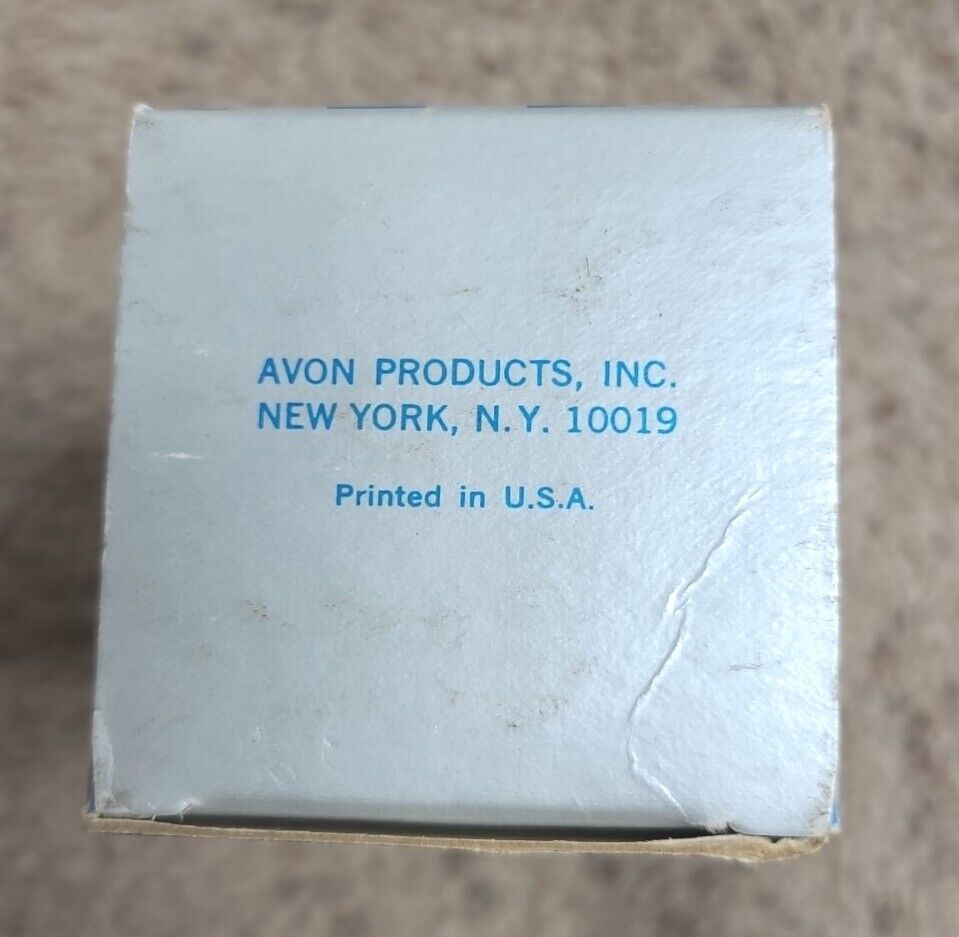 AVON PRODUCTS, INC.
NEW YORK, N.Y. 10019
Printed in U.S.A.